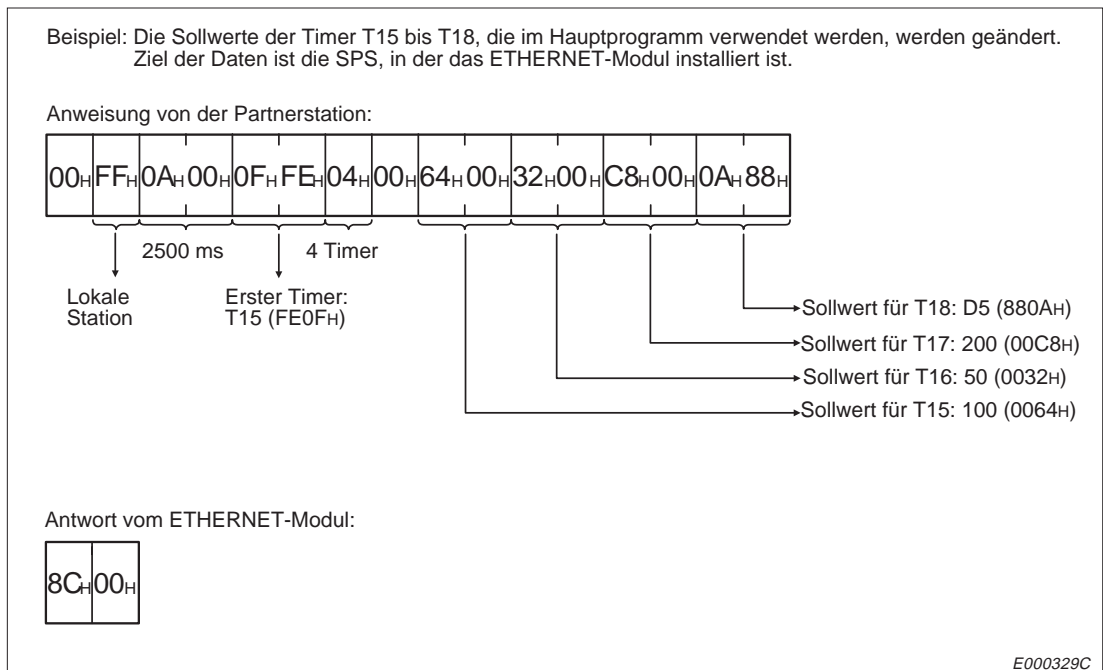 Beispiel: Die Sollwerte der Timer T15 bis T18, die im Hauptprogramm verwendet werden, werden geändert.
Ziel der Daten ist die SPS, in der das ETHERNET-Modul installiert ist.
Anweisung von der Partnerstation:
00H FFH 0AH 00H 0FH FEH 04H 00H 64H 00H 32H 00H C8H 00H 0AH 88H
2500 ms 4 Timer
Lokale Erster Timer:
Station T15 (FE0FH)
Sollwert für T18: D5 (880AH)
Sollwert für T17: 200 (00C8H)
Sollwert für T16: 50 (0032H)
Sollwert für T15: 100 (0064H)
Antwort vom ETHERNET-Modul:
8CH 00H
E000329C